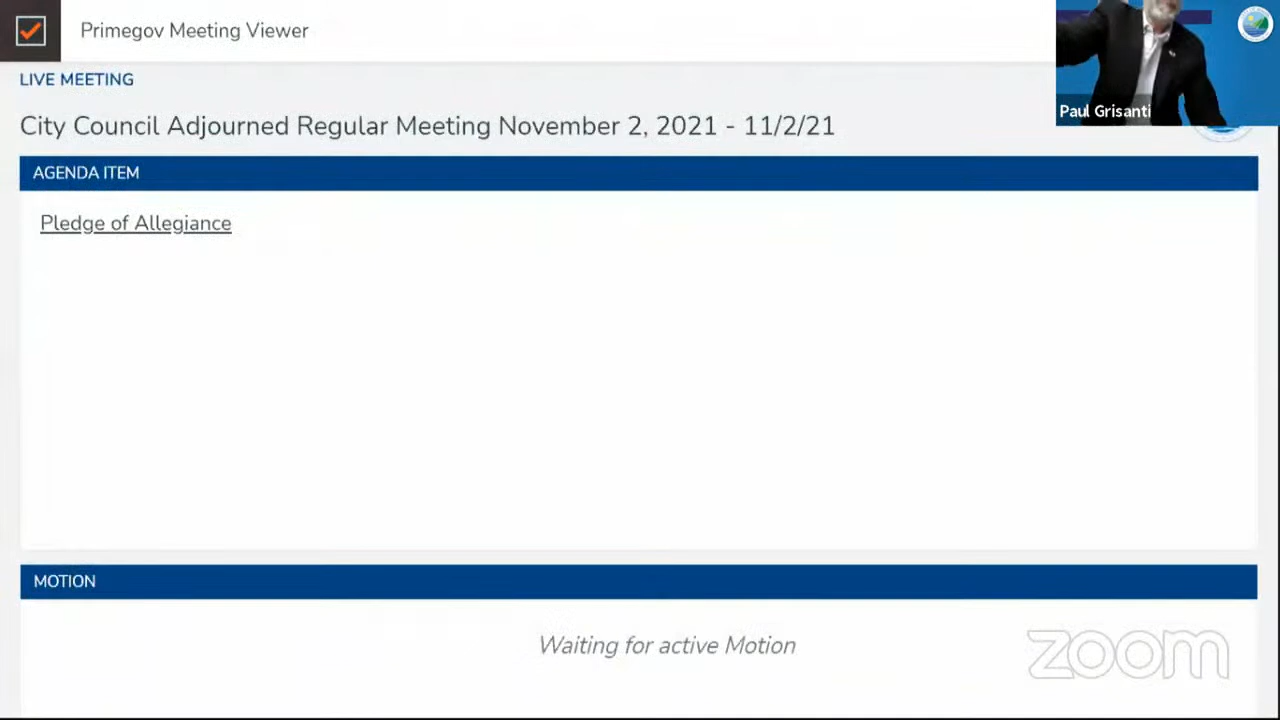 Primegov Meeting Viewer
LIVE MEETING
City Council Adjourned Regular Meeting November 2, 2021 - 11/2/21
Paul Grisanti
AGENDA ITEM
Pledge of Allegiance
MOTION
Waiting for active Motion
zoom